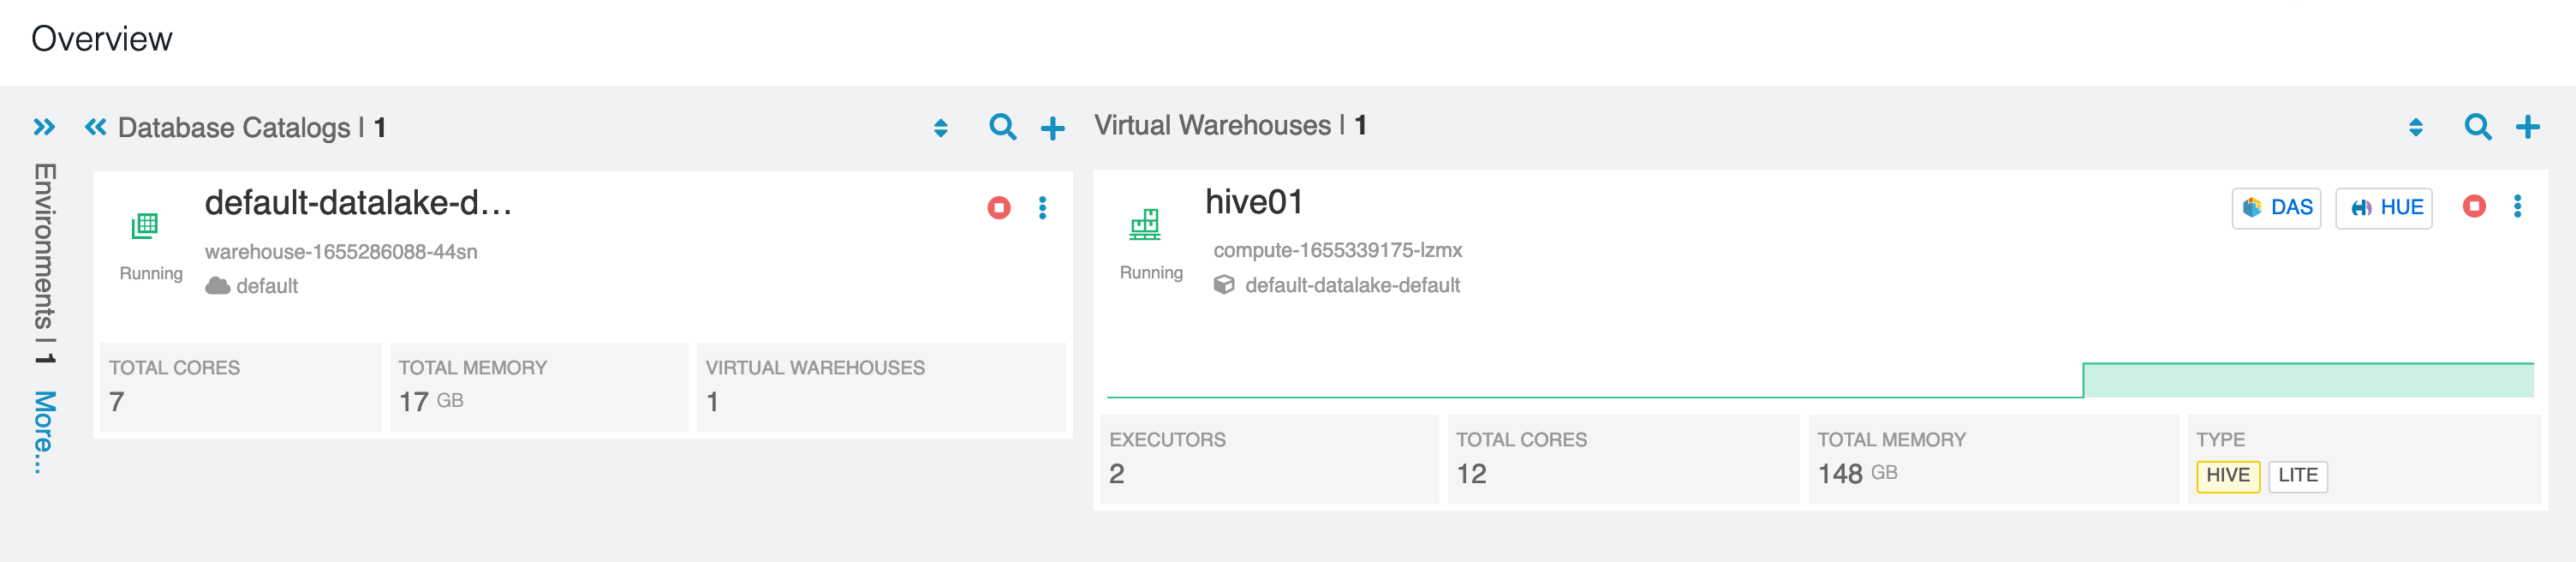 Overview
Environments | 1 More...
Database Catalogs | 1
default-datalake-d...
warehouse-1655286088-44sn
Running
default
TOTAL CORES
7
TOTAL MEMORY
17 GB
VIRTUAL WAREHOUSES
1
Virtual Warehouses | 1
hive01
DAS
HUE
compute-1655339175-lzmx
Running
default-datalake-default
EXECUTORS
2
TOTAL CORES
12
TOTAL MEMORY
148 GB
TYPE
HIVE LITE